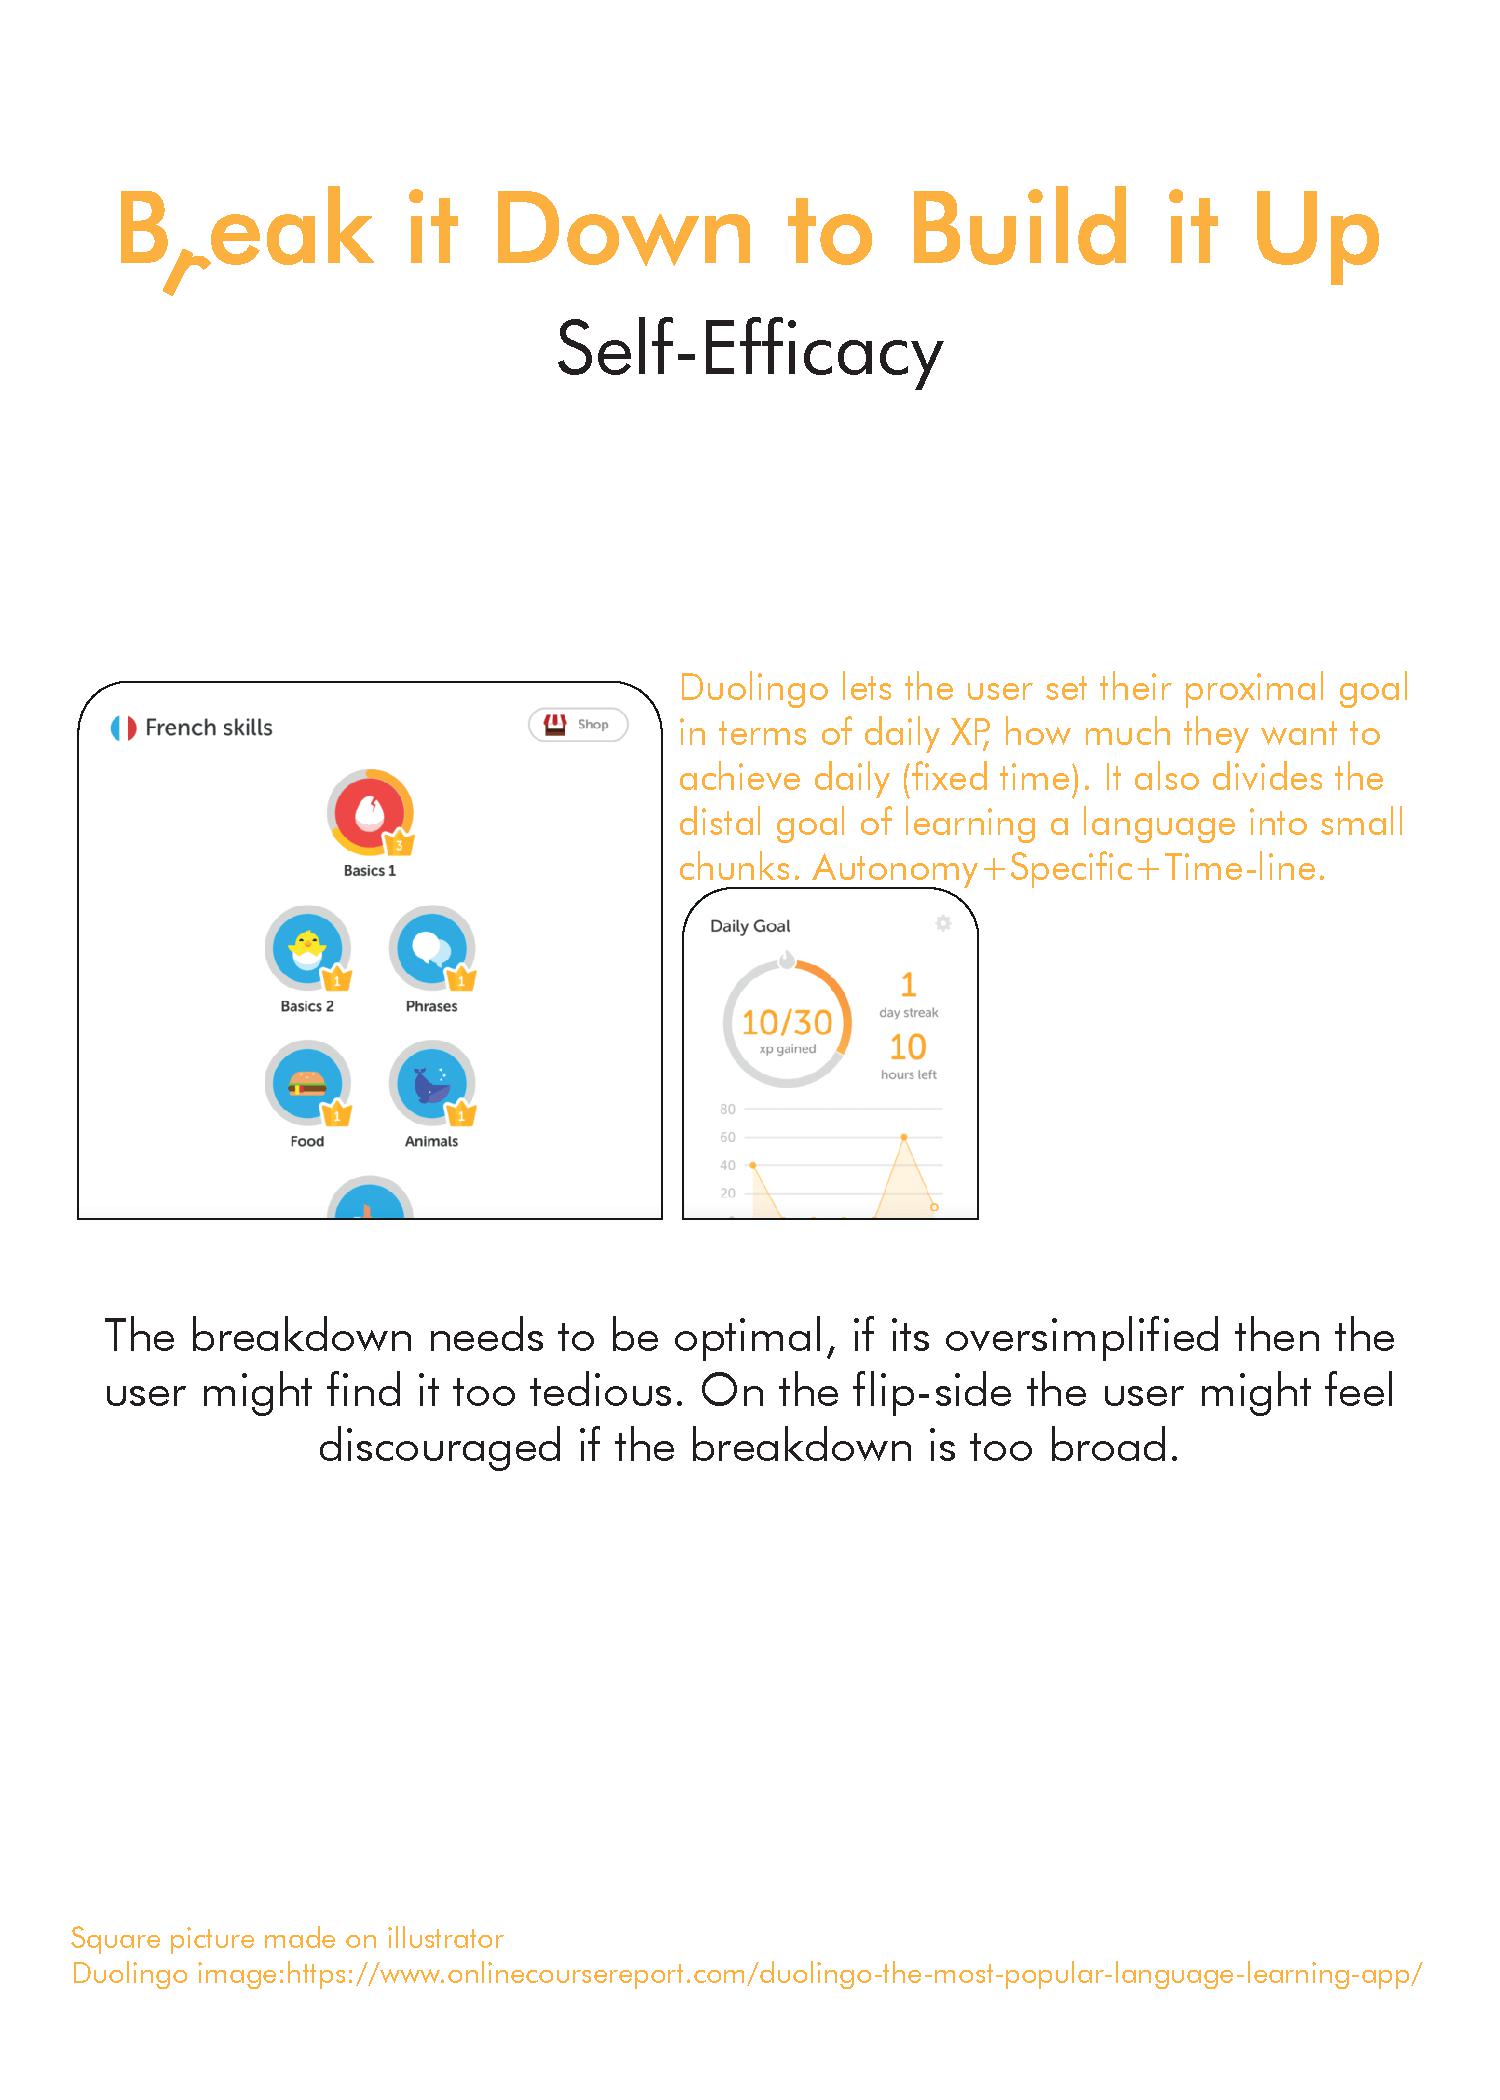 Break it Down to Build it Up
Self-Efficacy
French skills
Shop
3
Basics 1
1
1
Basics 2
Phrases
1
1
Food
Animals
Duolingo lets the user set their proximal goal
in terms of daily XP, how much they want to
achieve daily (fixed time). It also divides the
distal goal of learning a language into small
chunks. Autonomy+Specific+Time-line.
Daily Goal
10/30
xp gained
1
day streak
10
hours left
80
60
40
20
The breakdown needs to be optimal, if its oversimplified then the
user might find it too tedious. On the flip-side the user might feel
discouraged if the breakdown is too broad.
Square picture made on illustrator
Duolingo image:https://www.onlinecoursereport.com/duolingo-the-most-popular-language-learning-app/